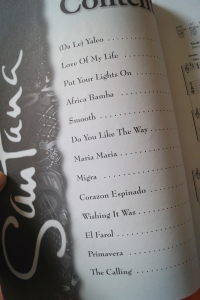 Conten
(Da Le) Yaleo . . . . . . . . .
Love Of My Life . . . . . . . .
Put Your Lights On . . . . . .
Africa Bamba . . . . . . . . .
Smooth . . . . . . . . . . . .
Do You Like The Way . . . . .
Maria Maria . . . . . . . . . .
Migra . . . . . . . . . . . . .
Corazon Espinado . . . . . . .
Wishing It Was . . . . . . . .
El Farol . . . . . . . . . . . .
Primavera . . . . . . . . . . .
The Calling . . . . . . . . . .
Santana